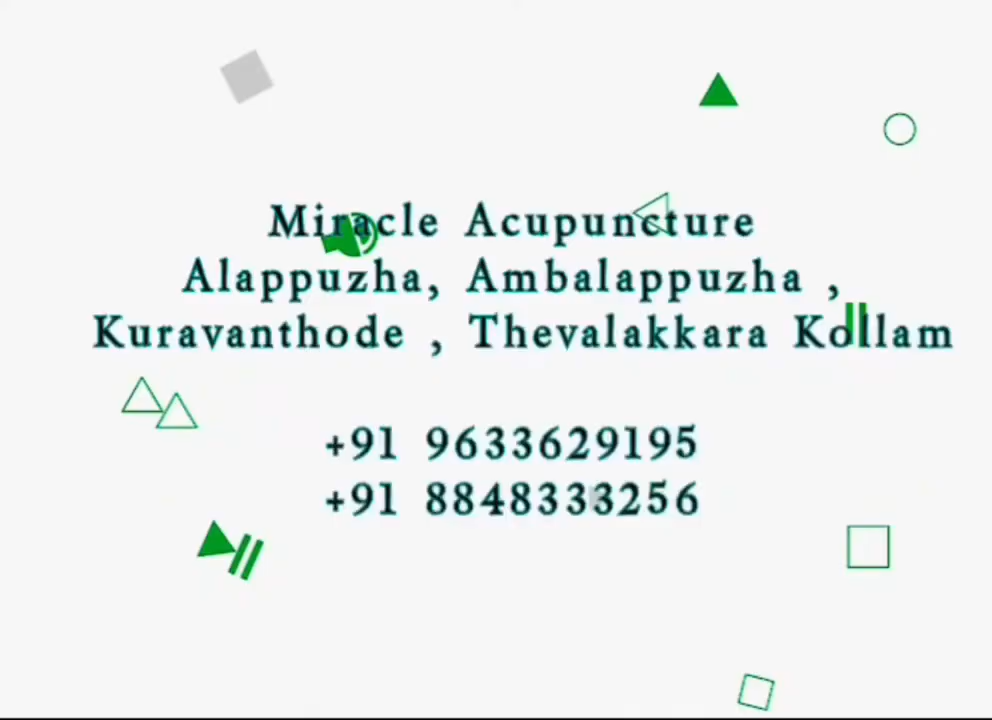 Miracle Acupuncture
Alappuzha, Ambalappuzha ,
Kuravanthode , Thevalakkara Kollam
+91 9633629195
+91 8848333256